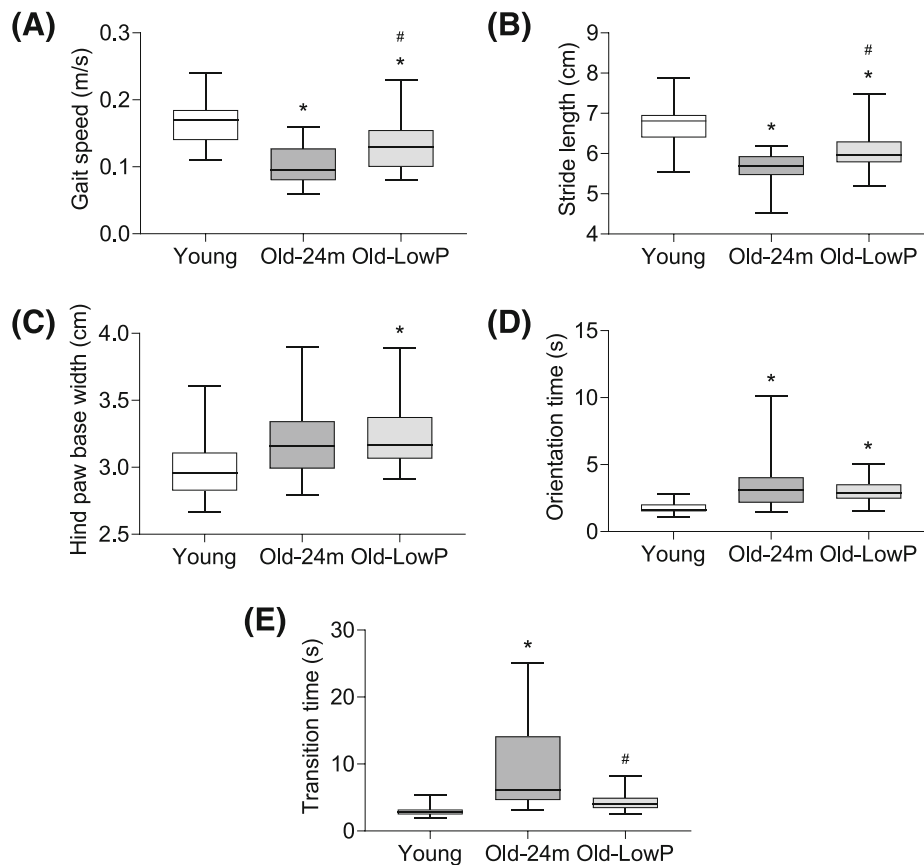 (A)
Gait speed (m/s)
0.3
0.2
0.1
0.0
*
#
*
Young Old-24m Old-LowP
(B)
Stride length (cm)
9
8
7
6
5
4
*
#
*
Young Old-24m Old-LowP
(C)
Hind paw base width (cm)
4.0
3.5
3.0
2.5
*
Young Old-24m Old-LowP
(D)
Orientation time (s)
15
10
5
0
*
*
Young Old-24m Old-LowP
(E)
Transition time (s)
30
20
10
0
*
#
Young Old-24m Old-LowP